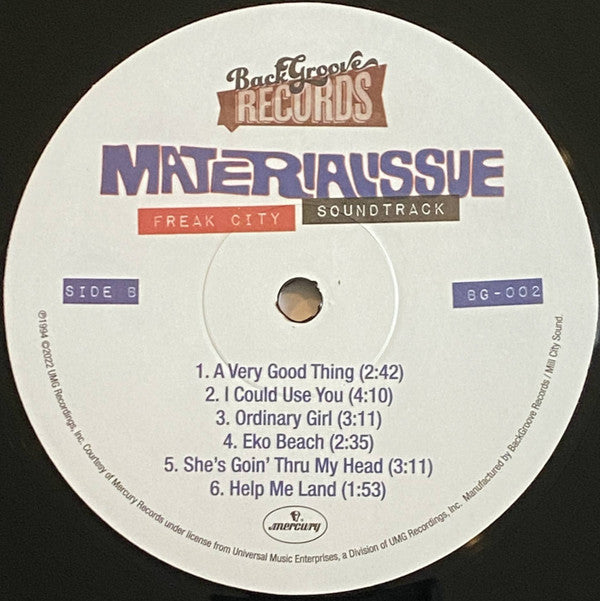 BackGroove
RECORDS
MATERIAL ISSUE
FREAK CITY SOUNDTRACK
SIDE B
BG-002
1. A Very Good Thing (2:42)
2. I Could Use You (4:10)
3. Ordinary Girl (3:11)
4. Eko Beach (2:35)
5. She's Goin' Thru My Head (3:11)
6. Help Me Land (1:53)
mercury
℗1994 ©2022 UMG Recordings, Inc. Courtesy of Mercury Records under license from Universal Music Enterprises, a Division of UMG Recordings, Inc. Manufactured by BackGroove Records / Mill City Sound.